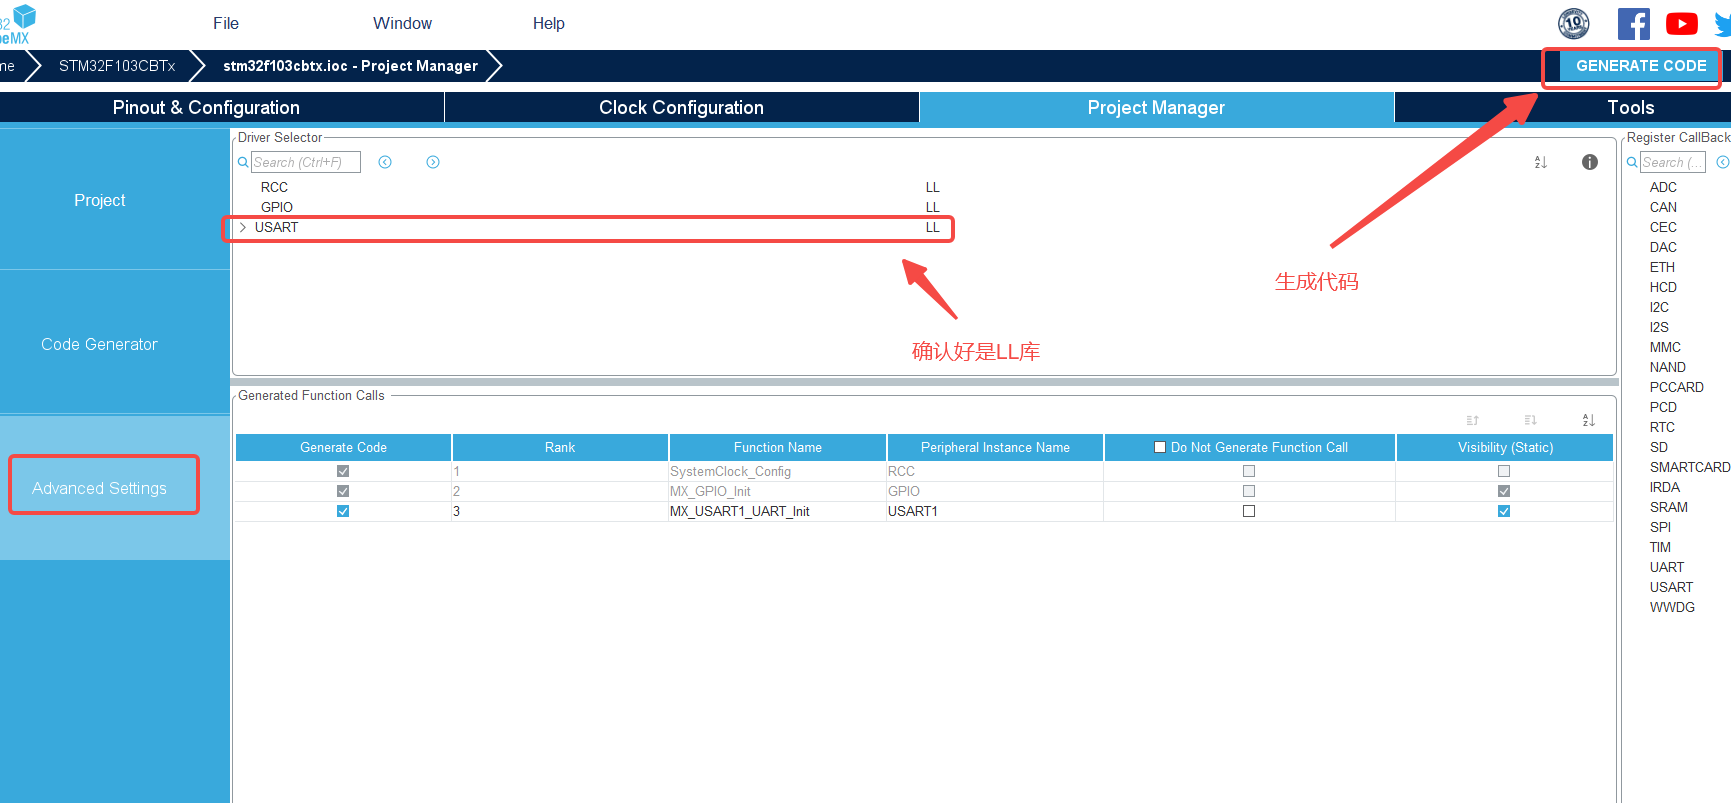 File Window Help
GENERATE CODE
STM32F103CBTx stm32f103cbtx.ioc - Project Manager
Pinout & Configuration Clock Configuration Project Manager Tools
Driver Selector
Search (Ctrl+F)
RCC LL
GPIO LL
USART LL
生成代码
确认好是LL库
Project
Code Generator
Advanced Settings
Generated Function Calls
Generate Code Rank Function Name Peripheral Instance Name Do Not Generate Function Call Visibility (Static)
1 SystemClock_Config RCC
2 MX_GPIO_Init GPIO
3 MX_USART1_UART_Init USART1
Register CallBack
Search (...
ADC
CAN
CEC
DAC
ETH
HCD
I2C
I2S
MMC
NAND
PCCARD
PCD
RTC
SD
SMARTCARD
IRDA
SRAM
SPI
TIM
UART
USART
WWDG